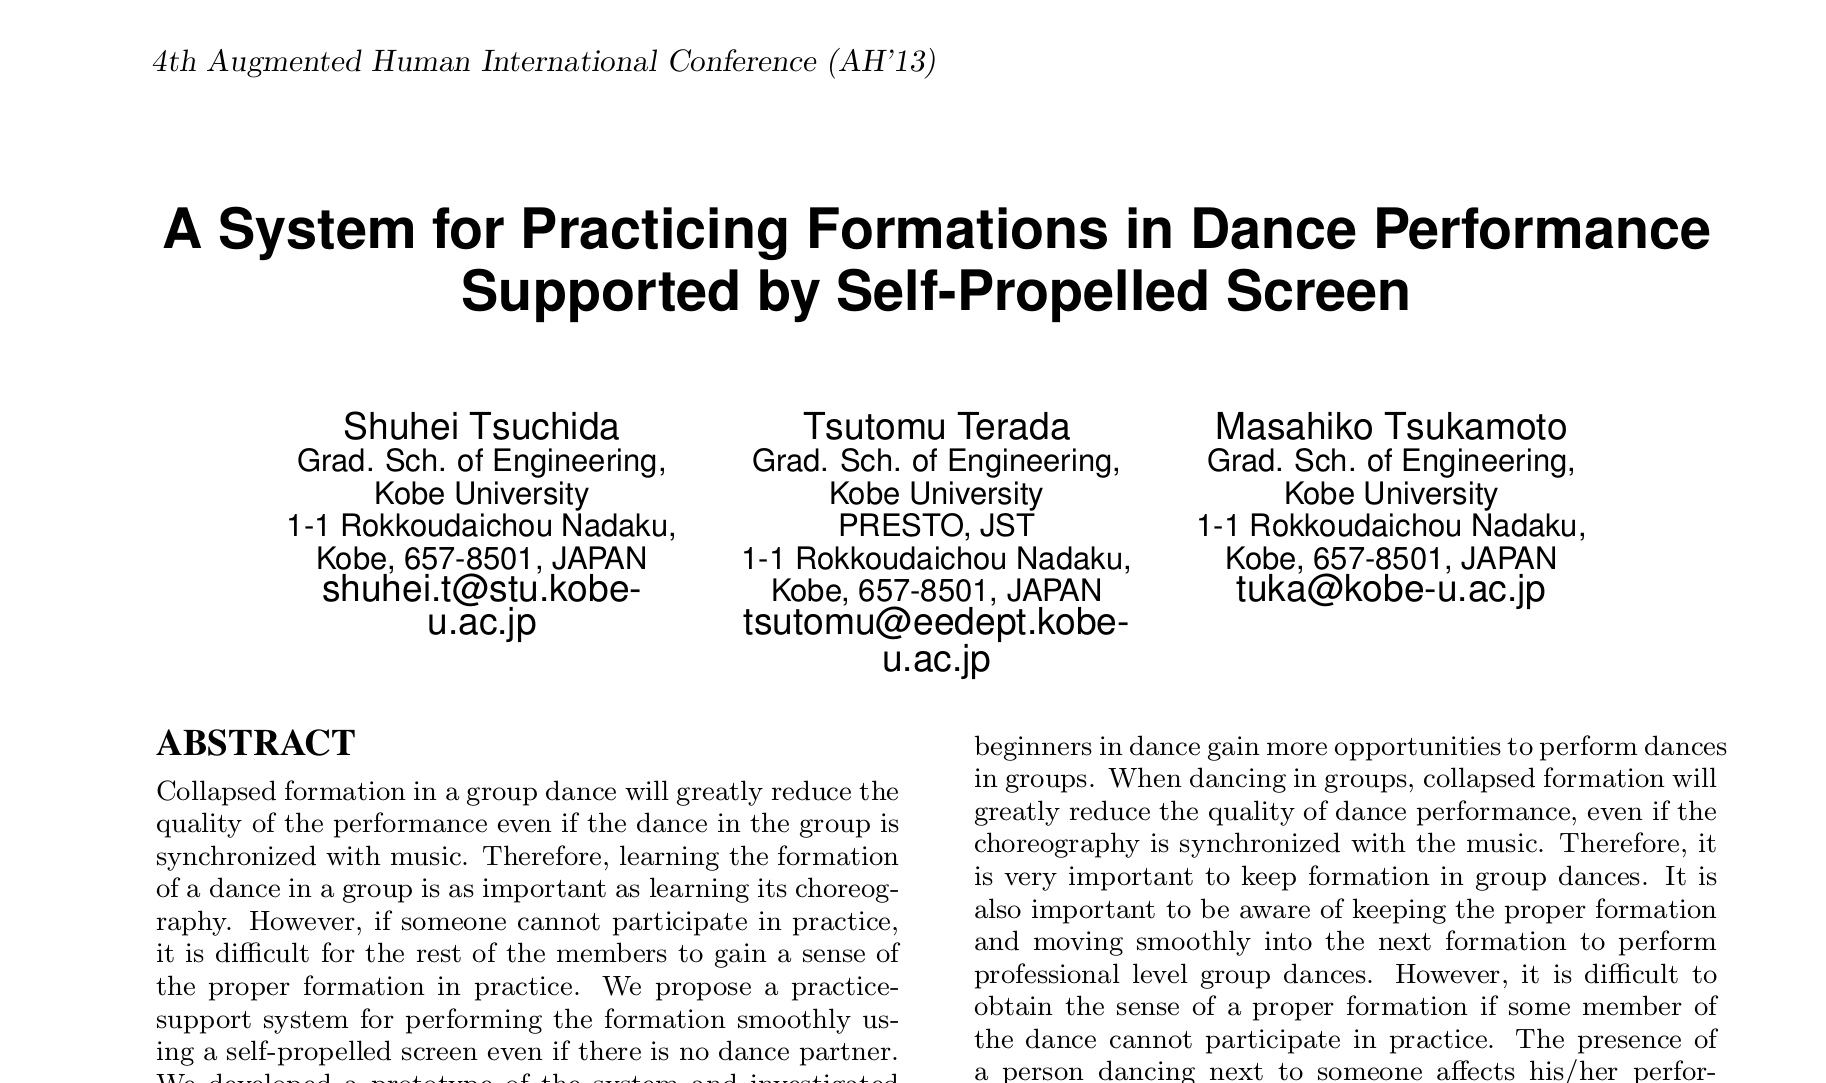 4th Augmented Human International Conference (AH'13)
A System for Practicing Formations in Dance Performance
Supported by Self-Propelled Screen
Shuhei Tsuchida
Grad. Sch. of Engineering,
Kobe University
1-1 Rokkoudaichou Nadaku,
Kobe, 657-8501, JAPAN
shuhei.t@stu.kobe-
u.ac.jp
Tsutomu Terada
Grad. Sch. of Engineering,
Kobe University
PRESTO, JST
1-1 Rokkoudaichou Nadaku,
Kobe, 657-8501, JAPAN
tsutomu@eedept.kobe-
u.ac.jp
Masahiko Tsukamoto
Grad. Sch. of Engineering,
Kobe University
1-1 Rokkoudaichou Nadaku,
Kobe, 657-8501, JAPAN
tuka@kobe-u.ac.jp
ABSTRACT
Collapsed formation in a group dance will greatly reduce the
quality of the performance even if the dance in the group is
synchronized with music. Therefore, learning the formation
of a dance in a group is as important as learning its choreog-
raphy. However, if someone cannot participate in practice,
it is difficult for the rest of the members to gain a sense of
the proper formation in practice. We propose a practice-
support system for performing the formation smoothly us-
ing a self-propelled screen even if there is no dance partner.
We developed a prototype of the system and investigated
beginners in dance gain more opportunities to perform dances
in groups. When dancing in groups, collapsed formation will
greatly reduce the quality of dance performance, even if the
choreography is synchronized with the music. Therefore, it
is very important to keep formation in group dances. It is
also important to be aware of keeping the proper formation
and moving smoothly into the next formation to perform
professional level group dances. However, it is difficult to
obtain the sense of a proper formation if some member of
the dance cannot participate in practice. The presence of
a person dancing next to someone affects his/her perfor-